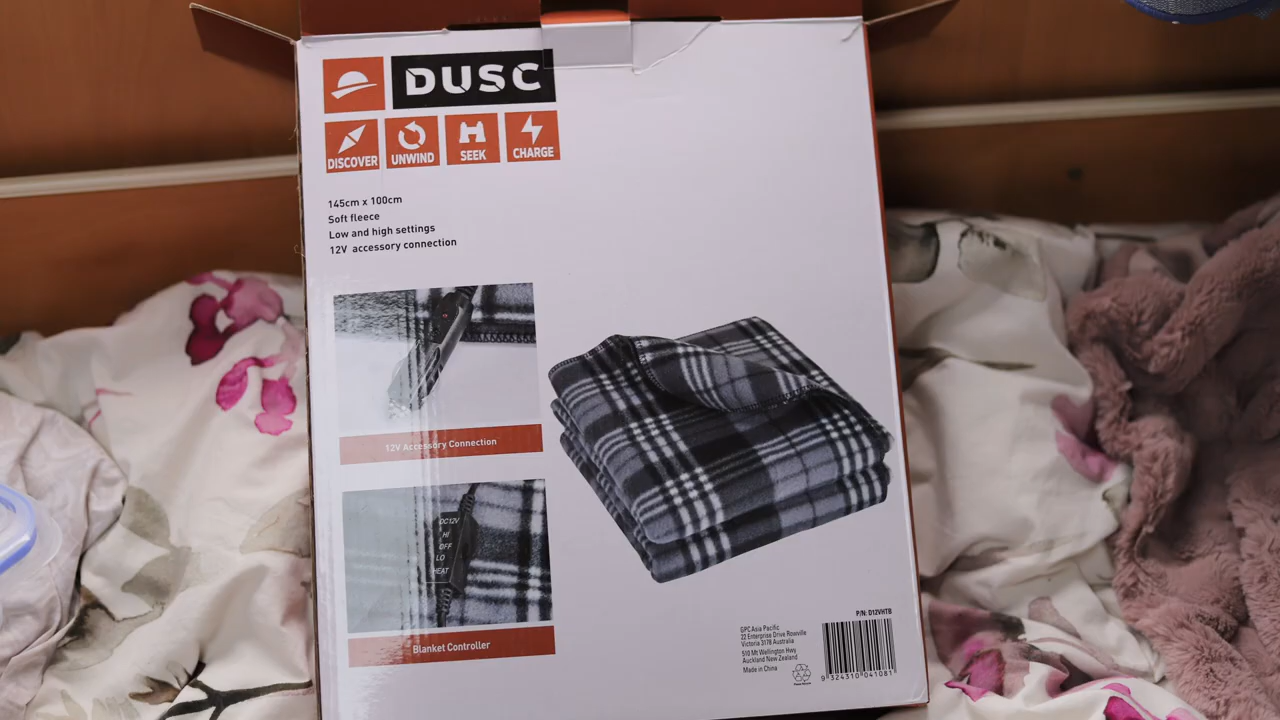 DUSC
DISCOVER
UNWIND
SEEK
CHARGE
145cm x 100cm
Soft fleece
Low and high settings
12V accessory connection
12V Accessory Connection
DC12V
HI
OFF
LO
HEAT
Blanket Controller
P/N: D12VHTB
GPC Asia Pacific
22 Enterprise Drive Rowville
Victoria 3178 Australia
510 Mt Wellington Hwy
Auckland New Zealand
Made in China
9 324310 041081